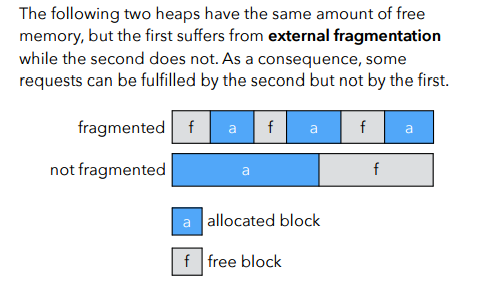 The following two heaps have the same amount of free
memory, but the first suffers from external fragmentation
while the second does not. As a consequence, some
requests can be fulfilled by the second but not by the first.
fragmented f a f a f a
not fragmented a f
a allocated block
f free block